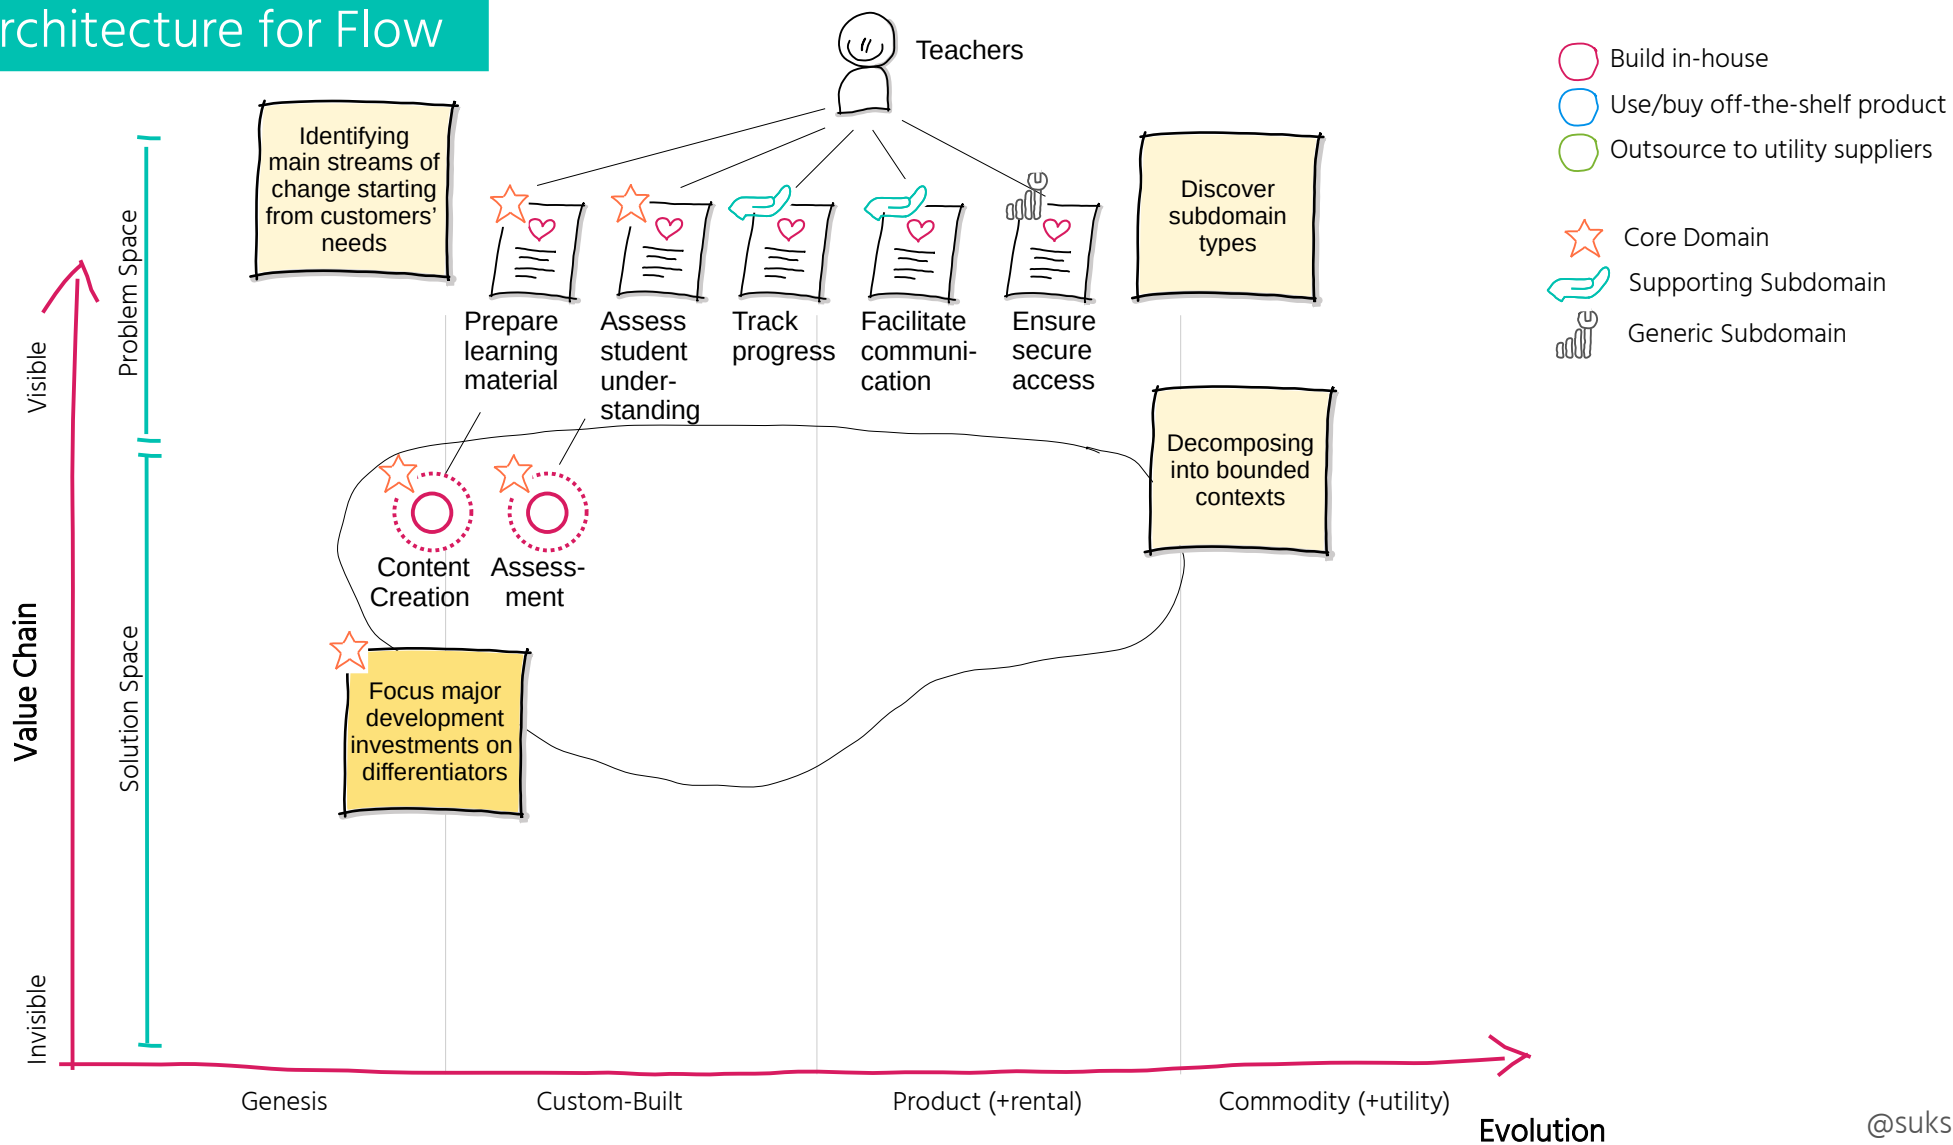 rchitecture for Flow
Teachers
Build in-house
Use/buy off-the-shelf product
Outsource to utility suppliers
Core Domain
Supporting Subdomain
Generic Subdomain
Identifying
main streams of
change starting
from customers'
needs
Discover
subdomain
types
Prepare
learning
material
Assess
student
under-
standing
Track
progress
Facilitate
communi-
cation
Ensure
secure
access
Decomposing
into bounded
contexts
Content
Creation
Assess-
ment
Focus major
development
investments on
differentiators
Problem Space
Solution Space
Visible
Value Chain
Invisible
Genesis
Custom-Built
Product (+rental)
Commodity (+utility)
Evolution
@suks